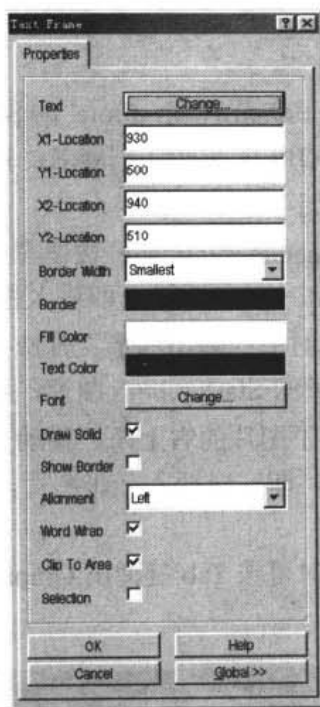 Text Frame
Properties
Text Change...
X1-Location 930
Y1-Location 500
X2-Location 940
Y2-Location 510
Border Width Smallest
Border
Fill Color
Text Color
Font Change...
Draw Solid
Show Border
Alignment Left
Word Wrap
Clip To Area
Selection
OK Help
Cancel Global >>